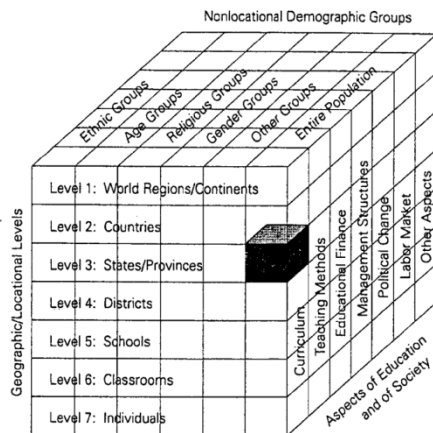 Nonlocational Demographic Groups
Ethnic Groups
Age Groups
Religious Groups
Gender Groups
Other Groups
Entire Population
Geographic/Locational Levels
Level 1: World Regions/Continents
Level 2: Countries
Level 3: States/Provinces
Level 4: Districts
Level 5: Schools
Level 6: Classrooms
Level 7: Individuals
Curriculum
Teaching Methods
Educational Finance
Management Structures
Political Change
Labor Market
Other Aspects
Aspects of Education
and of Society